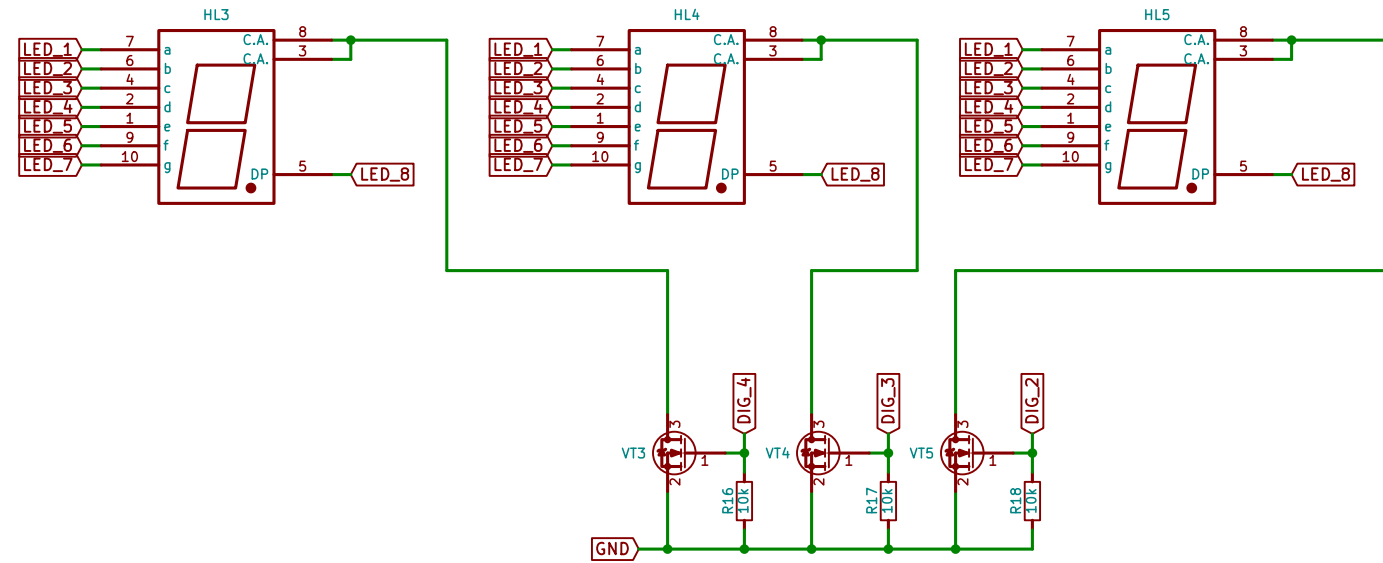 HL3
HL4
HL5
LED_1 7 a C.A. 8
LED_2 6 b C.A. 3
LED_3 4 c
LED_4 2 d
LED_5 1 e
LED_6 9 f
LED_7 10 g
DP 5 LED_8
LED_1 7 a C.A. 8
LED_2 6 b C.A. 3
LED_3 4 c
LED_4 2 d
LED_5 1 e
LED_6 9 f
LED_7 10 g
DP 5 LED_8
LED_1 7 a C.A. 8
LED_2 6 b C.A. 3
LED_3 4 c
LED_4 2 d
LED_5 1 e
LED_6 9 f
LED_7 10 g
DP 5 LED_8
DIG_4
DIG_3
DIG_2
VT3 3 1 2
R16 10k
VT4 3 1 2
R17 10k
VT5 3 1 2
R18 10k
GND